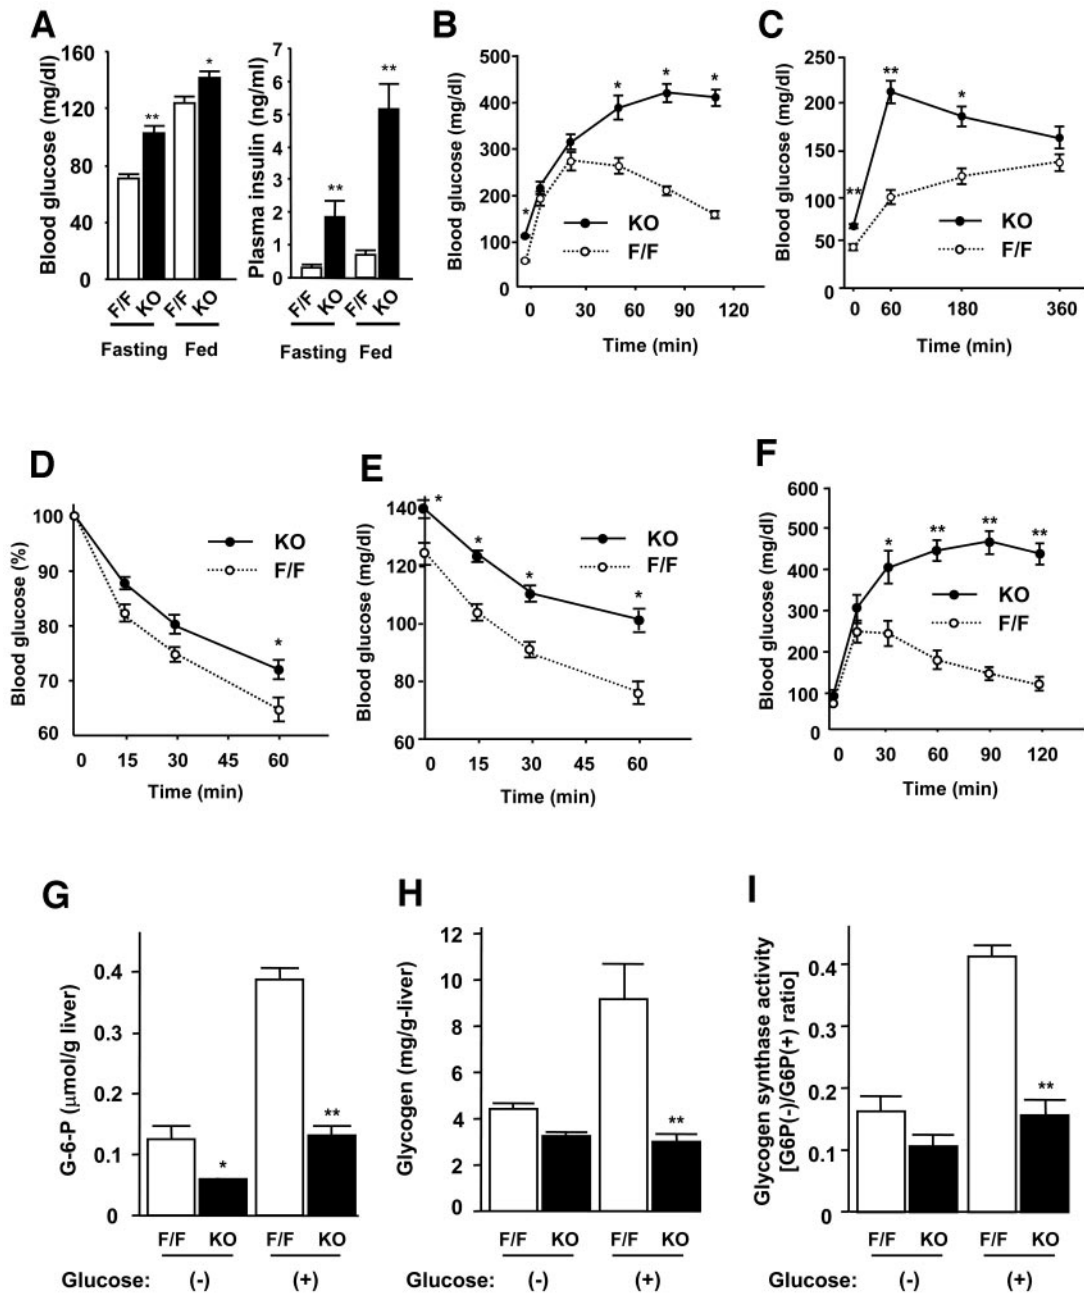 A
Blood glucose (mg/dl)
160
120
80
40
0
**
*
F/F
KO
F/F
KO
Fasting
Fed
Plasma insulin (ng/ml)
7
6
5
4
3
2
1
0
**
**
F/F
KO
F/F
KO
Fasting
Fed
B
Blood glucose (mg/dl)
500
400
300
200
100
0
*
*
*
*
KO
F/F
0 30 60 90 120
Time (min)
C
Blood glucose (mg/dl)
250
200
150
100
50
0
**
**
*
KO
F/F
0 60 180 360
Time (min)
D
Blood glucose (%)
100
90
80
70
60
*
KO
F/F
0 15 30 45 60
Time (min)
E
Blood glucose (mg/dl)
140
120
100
80
60
*
*
*
*
KO
F/F
0 15 30 45 60
Time (min)
F
Blood glucose (mg/dl)
600
500
400
300
200
100
0
*
**
**
**
KO
F/F
0 30 60 90 120
Time (min)
G
G-6-P (μmol/g liver)
0.4
0.3
0.2
0.1
0
*
**
F/F KO F/F KO
Glucose: (-) (+)
H
Glycogen (mg/g-liver)
12
10
8
6
4
2
0
**
F/F KO F/F KO
(-) (+)
I
Glycogen synthase activity
[G6P(-)/G6P(+) ratio]
0.4
0.3
0.2
0.1
0
**
F/F KO F/F KO
Glucose: (-) (+)